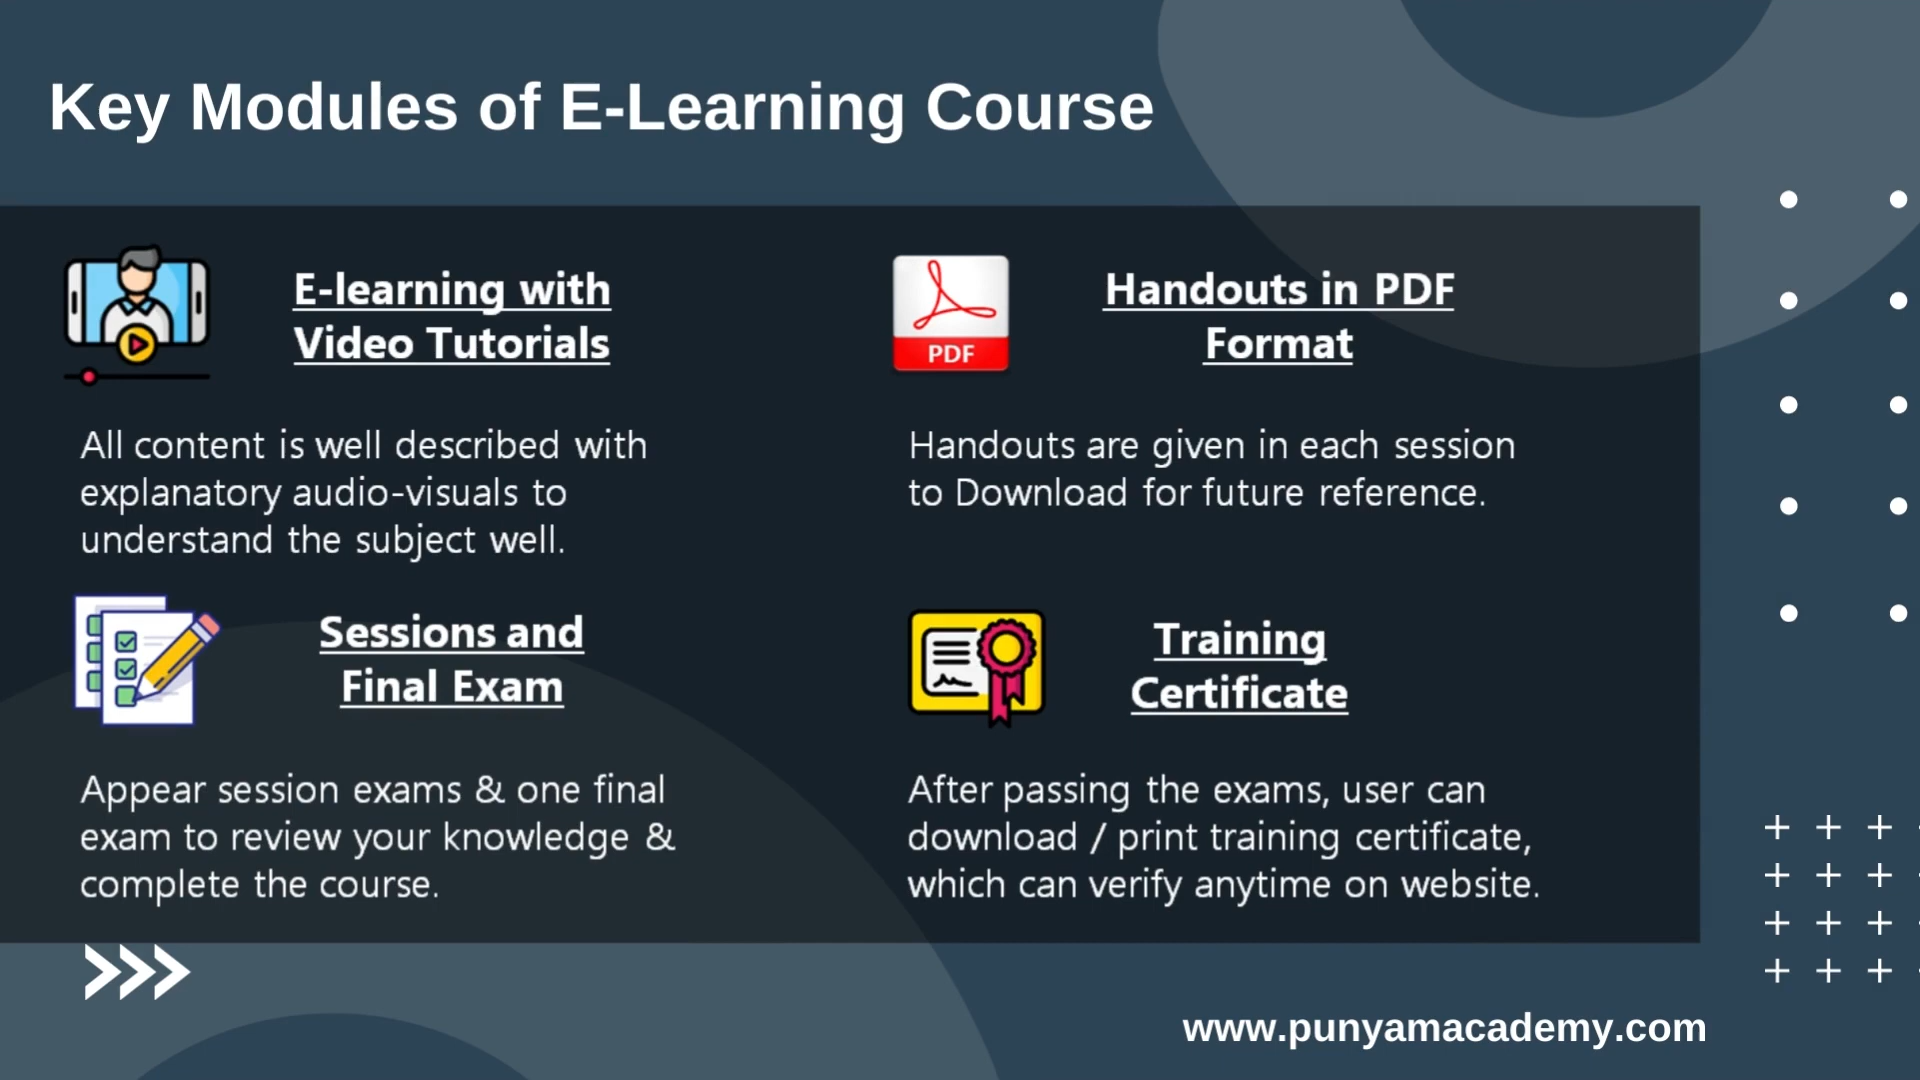 Key Modules of E-Learning Course
E-learning with
Video Tutorials
All content is well described with
explanatory audio-visuals to
understand the subject well.
PDF
Handouts in PDF
Format
Handouts are given in each session
to Download for future reference.
Sessions and
Final Exam
Appear session exams & one final
exam to review your knowledge &
complete the course.
Training
Certificate
After passing the exams, user can
download / print training certificate,
which can verify anytime on website.
www.punyamacademy.com